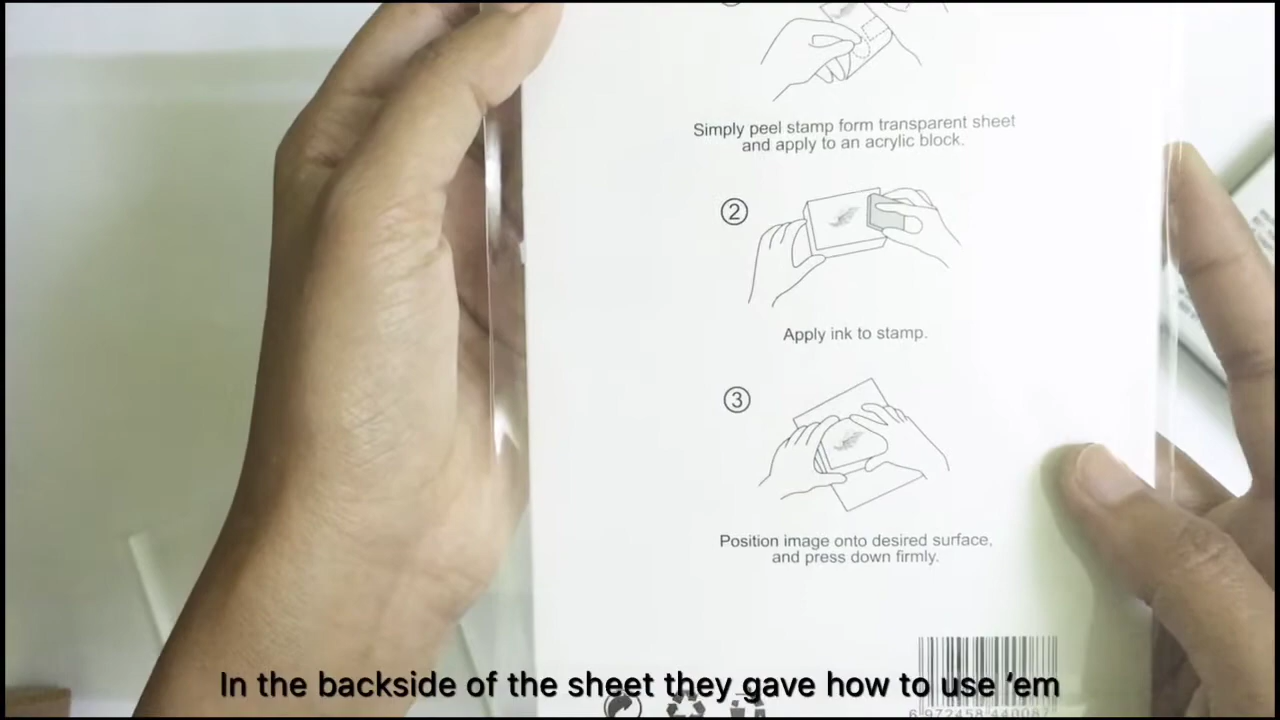 Simply peel stamp form transparent sheet
and apply to an acrylic block.
2
Apply ink to stamp.
3
Position image onto desired surface,
and press down firmly.
In the backside of the sheet they gave how to use ‘em